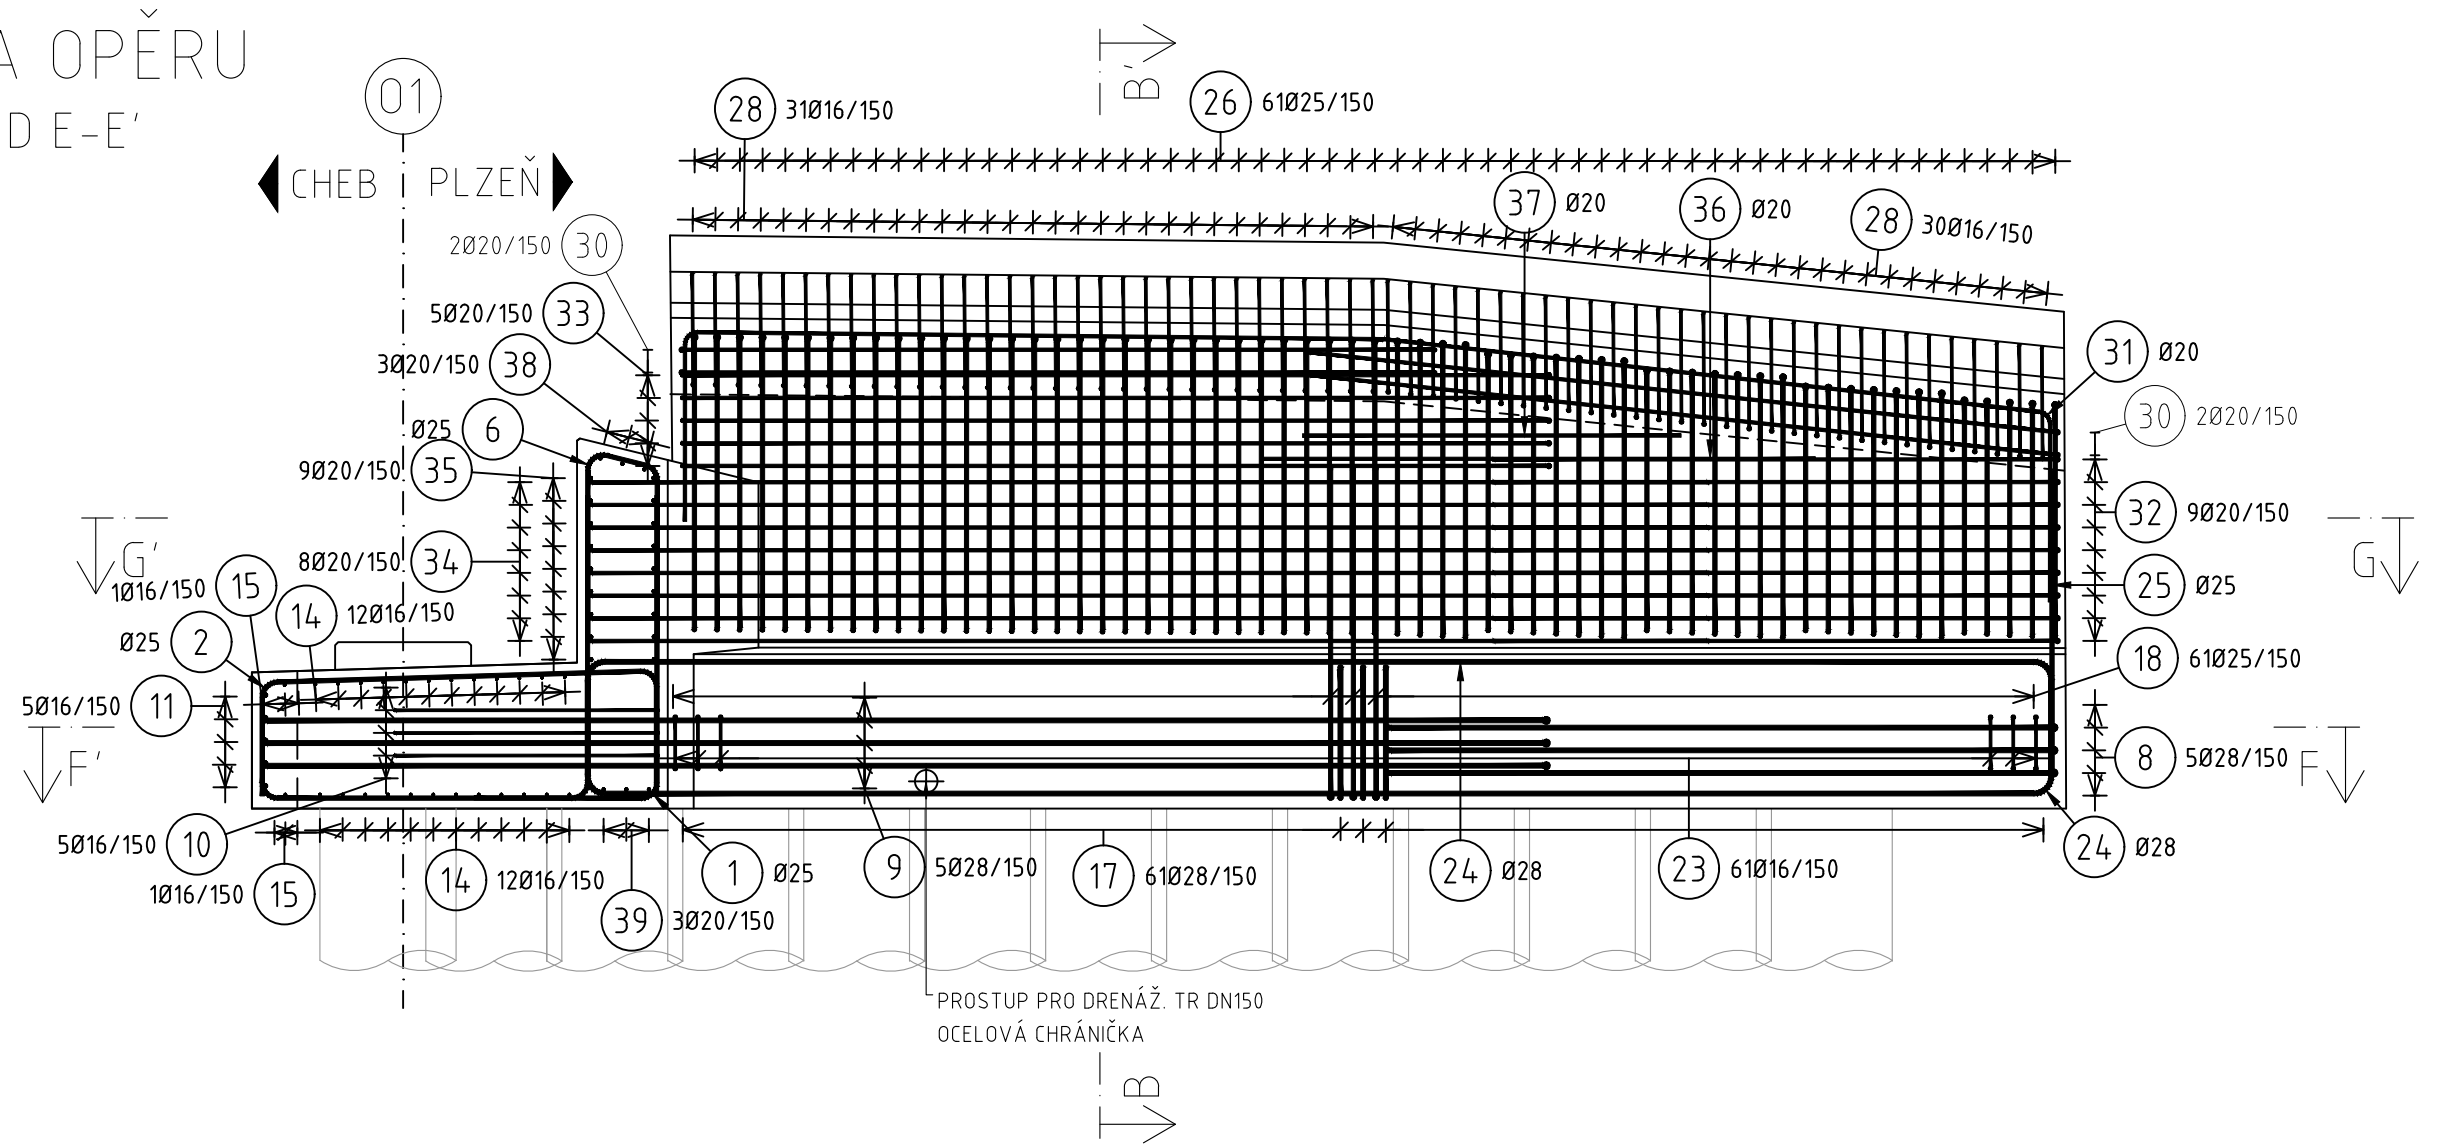 A OPĚRU
D E-E'
O1
CHEB PLZEŇ
B'
28 31Ø16/150
26 61Ø25/150
37 Ø20
36 Ø20
28 30Ø16/150
2Ø20/150 30
5Ø20/150 33
3Ø20/150 38
Ø25 6
9Ø20/150 35
8Ø20/150 34
31 Ø20
30 2Ø20/150
32 9Ø20/150
25 Ø25
18 61Ø25/150
8 5Ø28/150
24 Ø28
G'
G
1Ø16/150 15
14 12Ø16/150
Ø25 2
5Ø16/150 11
F'
F
5Ø16/150 10
1Ø16/150 15
14 12Ø16/150
39 3Ø20/150
1 Ø25
9 5Ø28/150
17 61Ø28/150
24 Ø28
23 61Ø16/150
PROSTUP PRO DRENÁŽ. TR DN150
OCELOVÁ CHRÁNIČKA
B